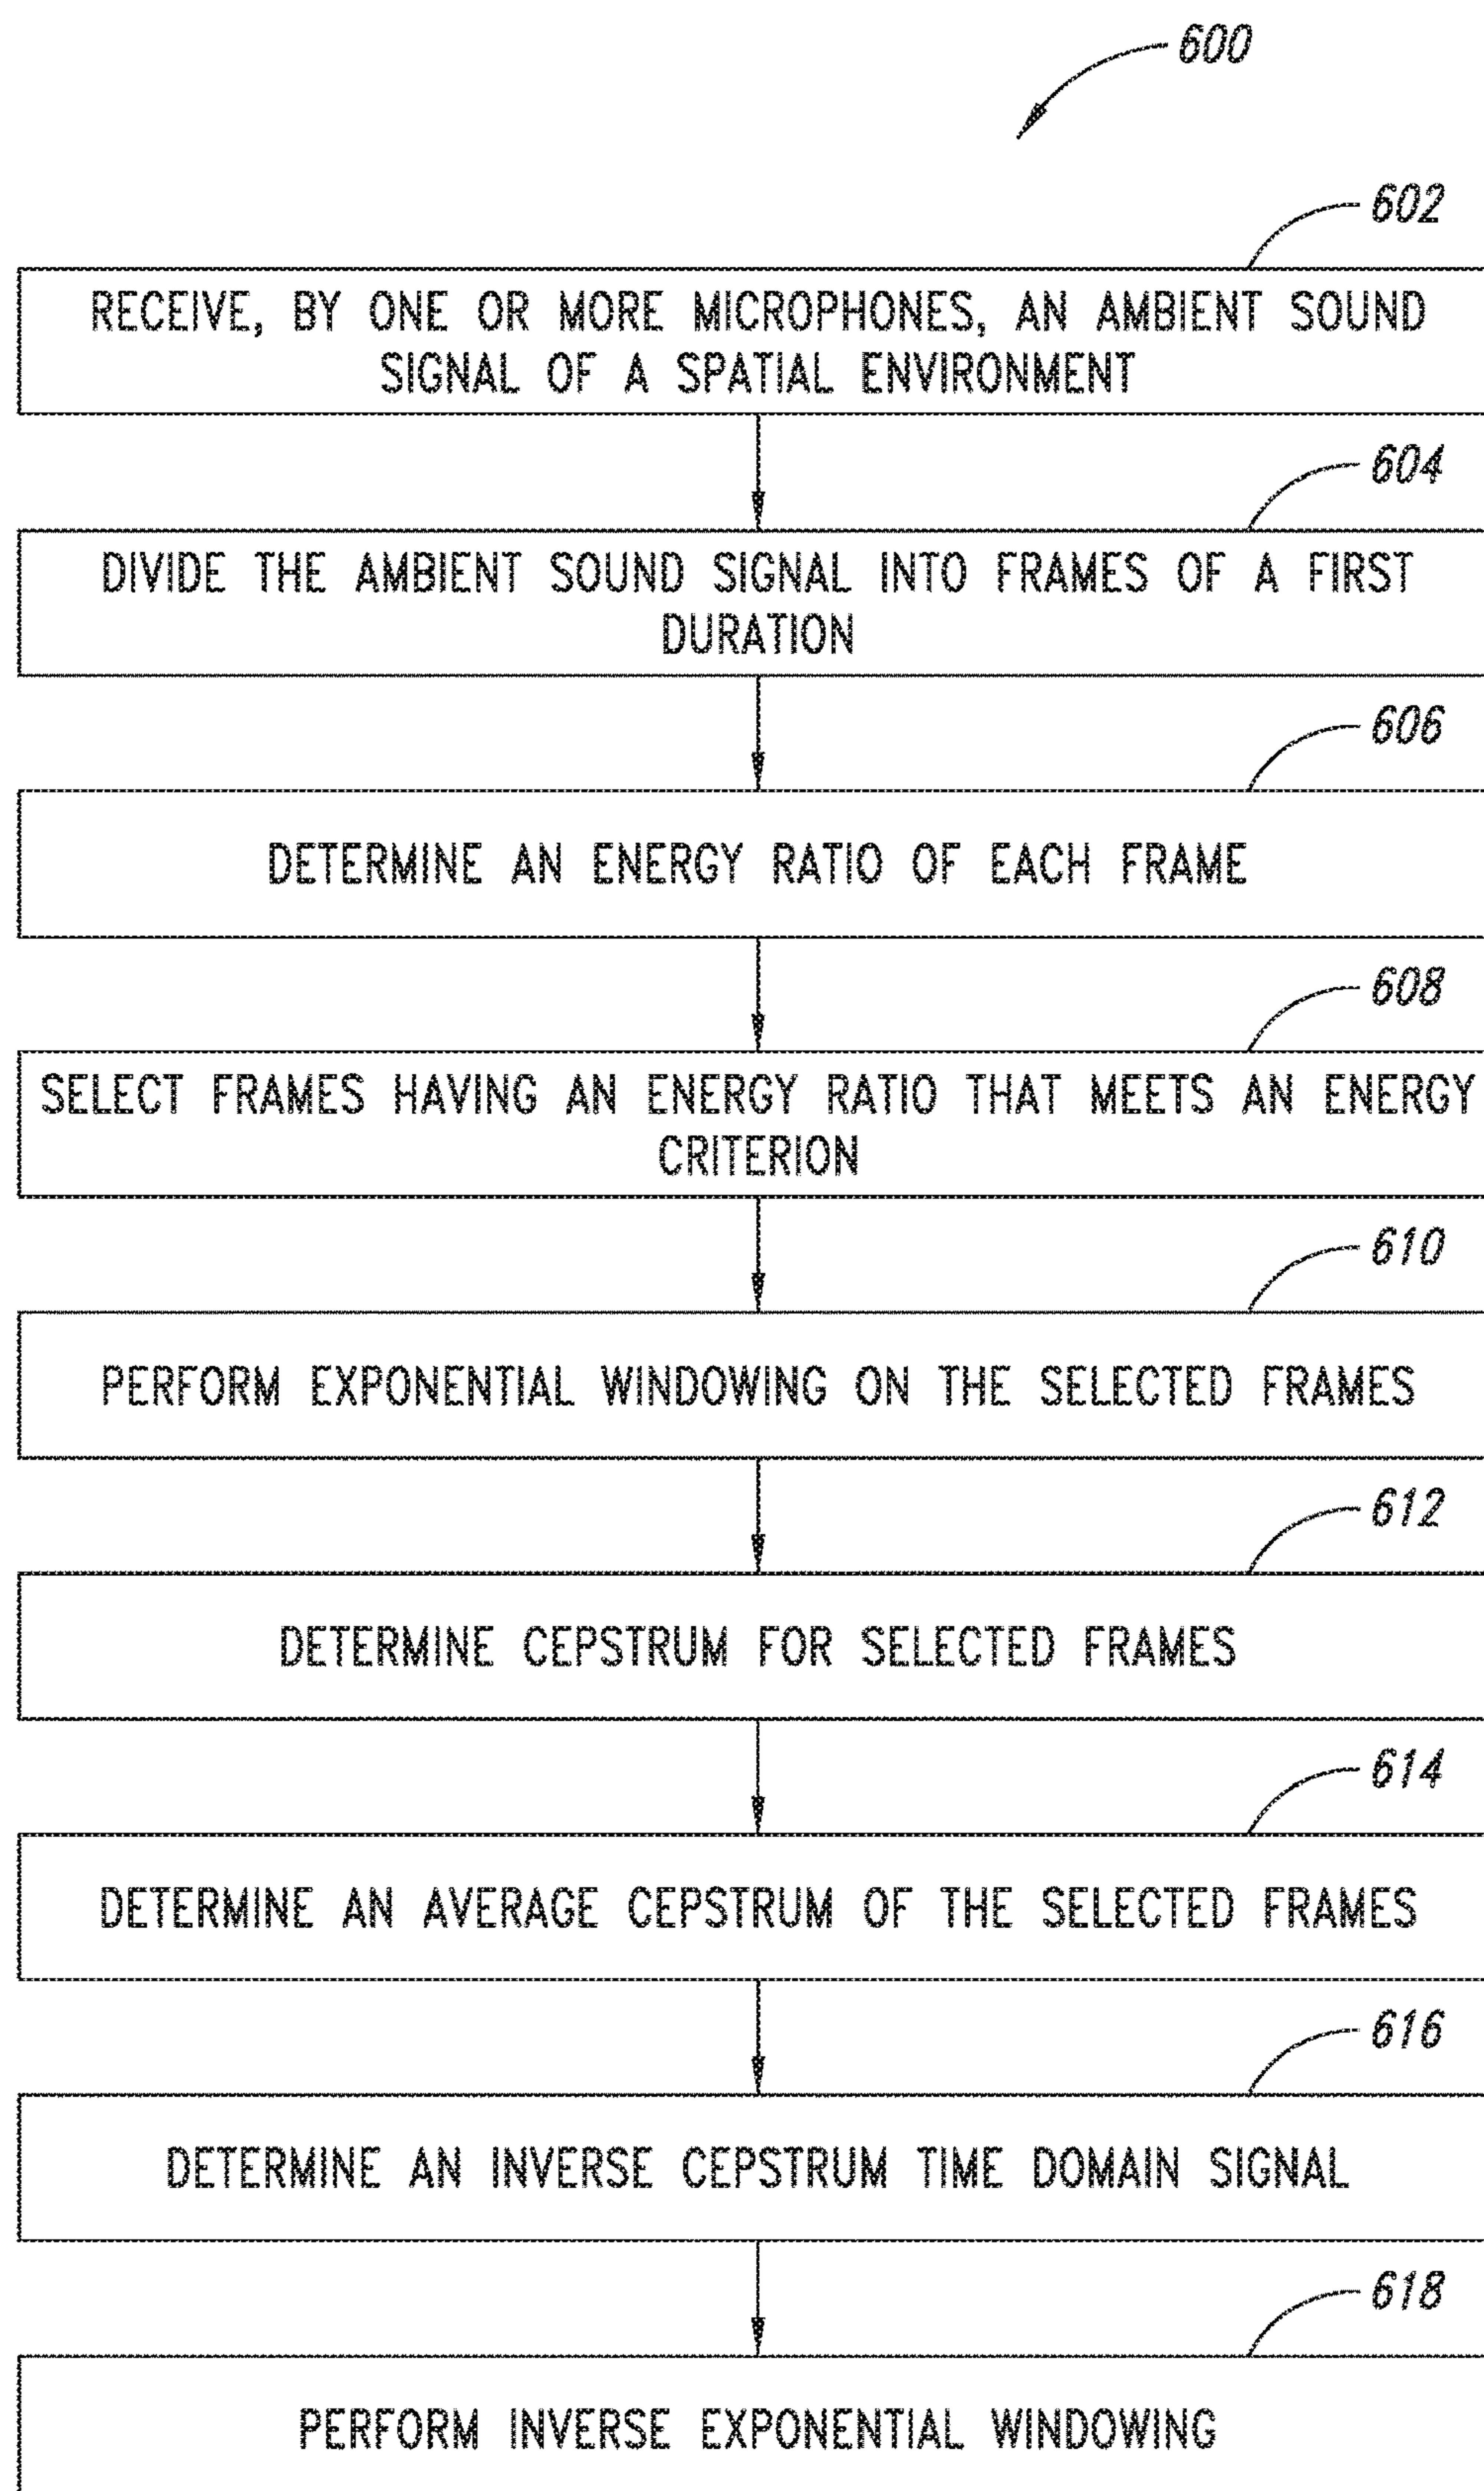 600
602
RECEIVE, BY ONE OR MORE MICROPHONES, AN AMBIENT SOUND
SIGNAL OF A SPATIAL ENVIRONMENT
604
DIVIDE THE AMBIENT SOUND SIGNAL INTO FRAMES OF A FIRST
DURATION
606
DETERMINE AN ENERGY RATIO OF EACH FRAME
608
SELECT FRAMES HAVING AN ENERGY RATIO THAT MEETS AN ENERGY
CRITERION
610
PERFORM EXPONENTIAL WINDOWING ON THE SELECTED FRAMES
612
DETERMINE CEPSTRUM FOR SELECTED FRAMES
614
DETERMINE AN AVERAGE CEPSTRUM OF THE SELECTED FRAMES
616
DETERMINE AN INVERSE CEPSTRUM TIME DOMAIN SIGNAL
618
PERFORM INVERSE EXPONENTIAL WINDOWING